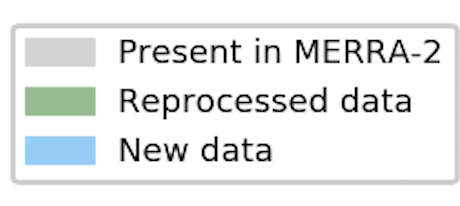 Present in MERRA-2
Reprocessed data
New data